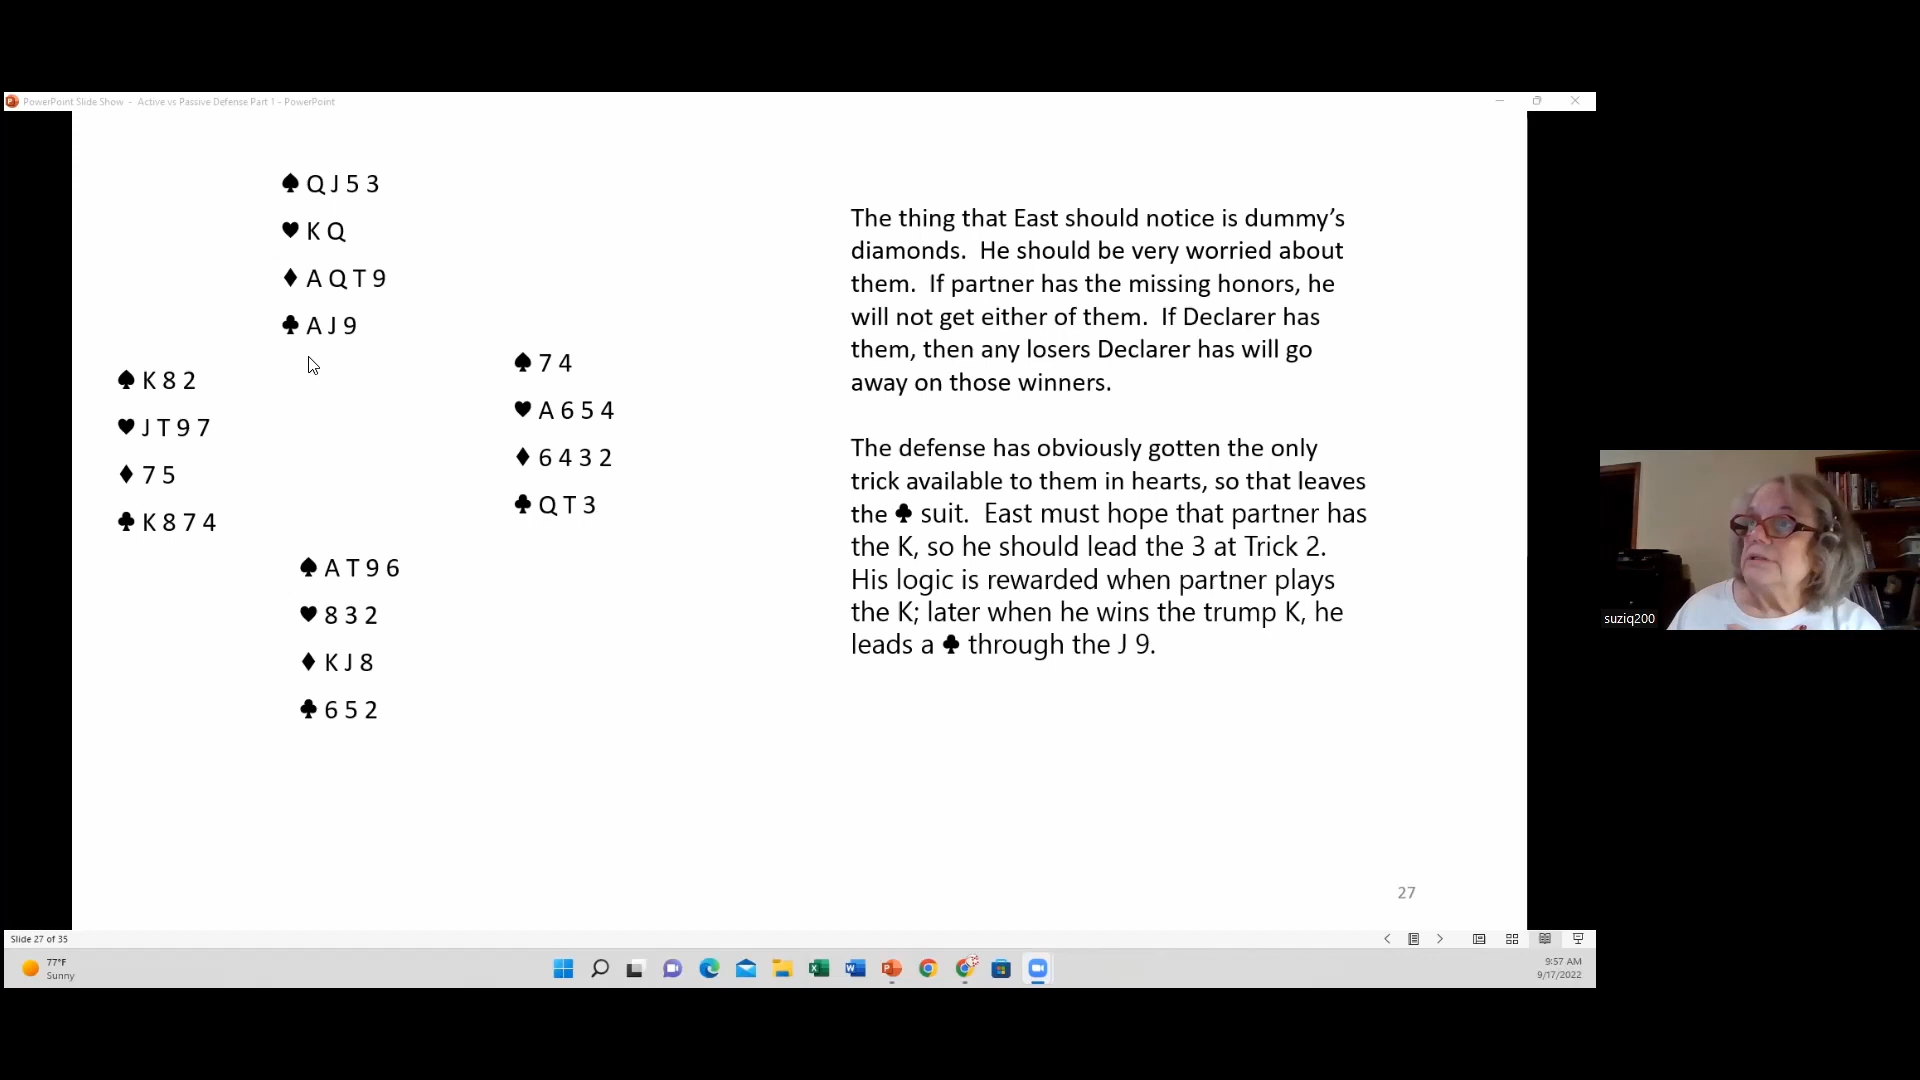 PowerPoint Slide Show - Active vs Passive Defense Part 1 - PowerPoint
♠ Q J 5 3
♥ K Q
♦ A Q T 9
♣ A J 9
♠ K 8 2
♥ J T 9 7
♦ 7 5
♣ K 8 7 4
♠ 7 4
♥ A 6 5 4
♦ 6 4 3 2
♣ Q T 3
♠ A T 9 6
♥ 8 3 2
♦ K J 8
♣ 6 5 2
The thing that East should notice is dummy’s
diamonds. He should be very worried about
them. If partner has the missing honors, he
will not get either of them. If Declarer has
them, then any losers Declarer has will go
away on those winners.
The defense has obviously gotten the only
trick available to them in hearts, so that leaves
the ♣ suit. East must hope that partner has
the K, so he should lead the 3 at Trick 2.
His logic is rewarded when partner plays
the K; later when he wins the trump K, he
leads a ♣ through the J 9.
27
suziq200
Slide 27 of 35
77°F
Sunny
9:57 AM
9/17/2022